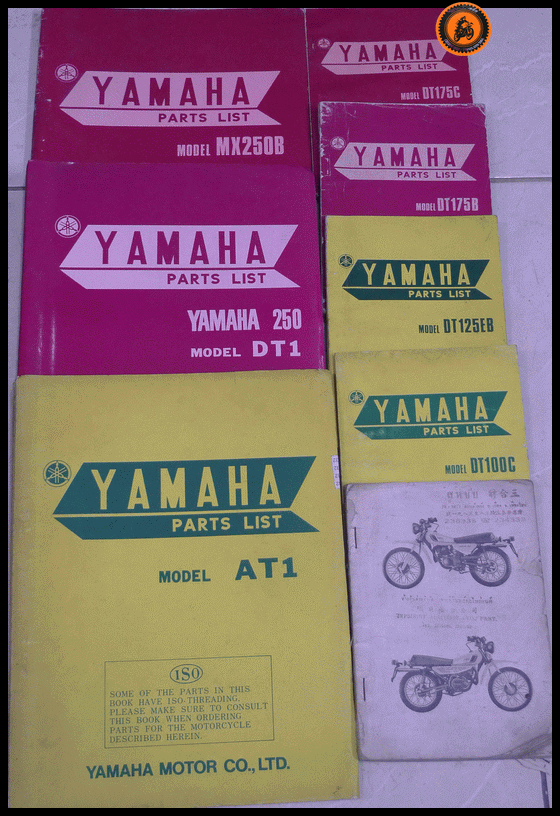 YAMAHA
PARTS LIST
MODEL MX250B
YAMAHA
PARTS LIST
MODEL DT175C
YAMAHA
PARTS LIST
MODEL DT175B
YAMAHA
PARTS LIST
YAMAHA 250
MODEL DT1
YAMAHA
PARTS LIST
MODEL DT125EB
YAMAHA
PARTS LIST
MODEL DT100C
YAMAHA
PARTS LIST
MODEL AT1
ISO
SOME OF THE PARTS IN THIS
BOOK HAVE ISO-THREADING.
PLEASE MAKE SURE TO CONSULT
THIS BOOK WHEN ORDERING
PARTS FOR THE MOTORCYCLE
DESCRIBED HEREIN.
YAMAHA MOTOR CO., LTD.